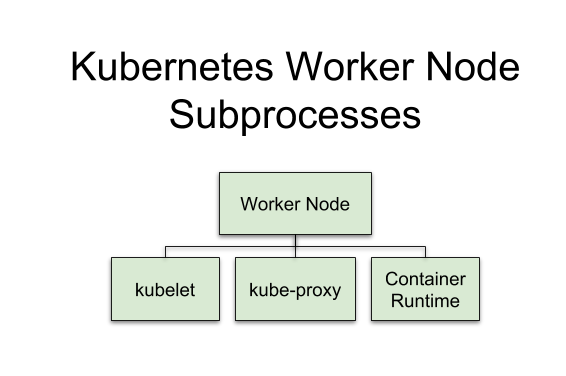 Kubernetes Worker Node
Subprocesses
Worker Node
kubelet
kube-proxy
Container
Runtime